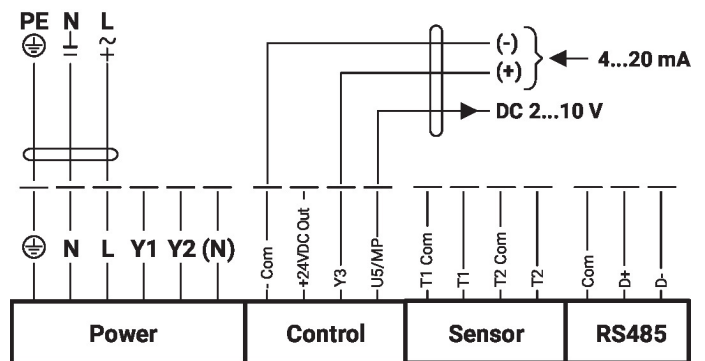 PE N L
(-)
(+)
4...20 mA
DC 2...10 V
N L Y1 Y2 (N)
- Com
+24VDC Out
Y3
U5/MP
T1 Com
T1
T2 Com
T2
Com
D+
D-
Power
Control
Sensor
RS485